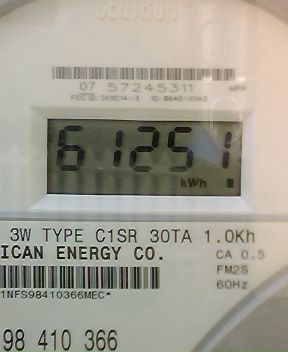 CENTRON
07 57245311
61251
kWh
3W TYPE C1SR 30TA 1.0Kh
ICAN ENERGY CO.
CA 0.5
FM2S
60Hz
1NFS98410366MEC*
98 410 366